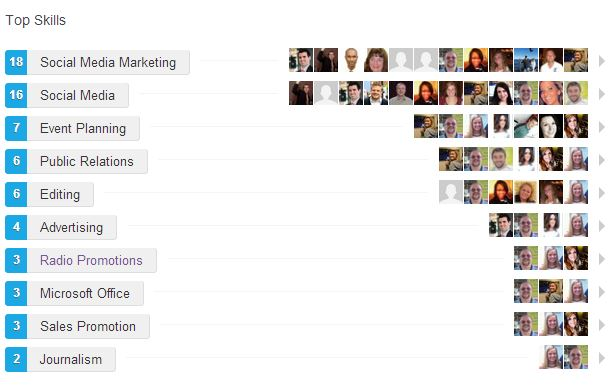 Top Skills
18 Social Media Marketing
16 Social Media
7 Event Planning
6 Public Relations
6 Editing
4 Advertising
3 Radio Promotions
3 Microsoft Office
3 Sales Promotion
2 Journalism